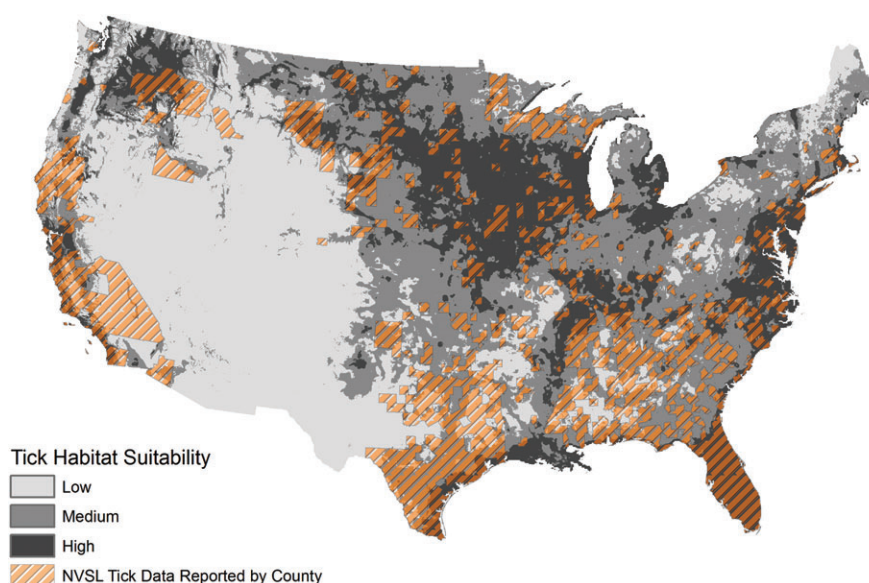 Tick Habitat Suitability
Low
Medium
High
NVSL Tick Data Reported by County